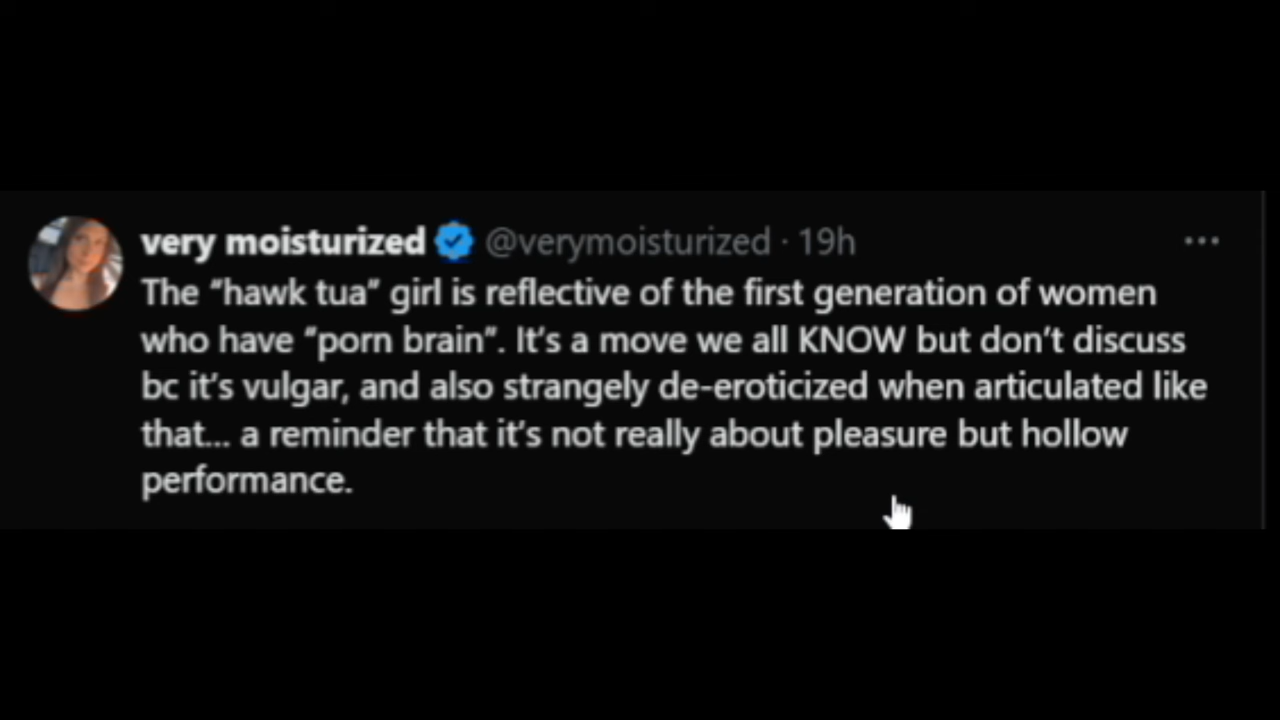 very moisturized @verymoisturized · 19h
The “hawk tua” girl is reflective of the first generation of women
who have “porn brain”. It’s a move we all KNOW but don’t discuss
bc it’s vulgar, and also strangely de-eroticized when articulated like
that... a reminder that it’s not really about pleasure but hollow
performance.